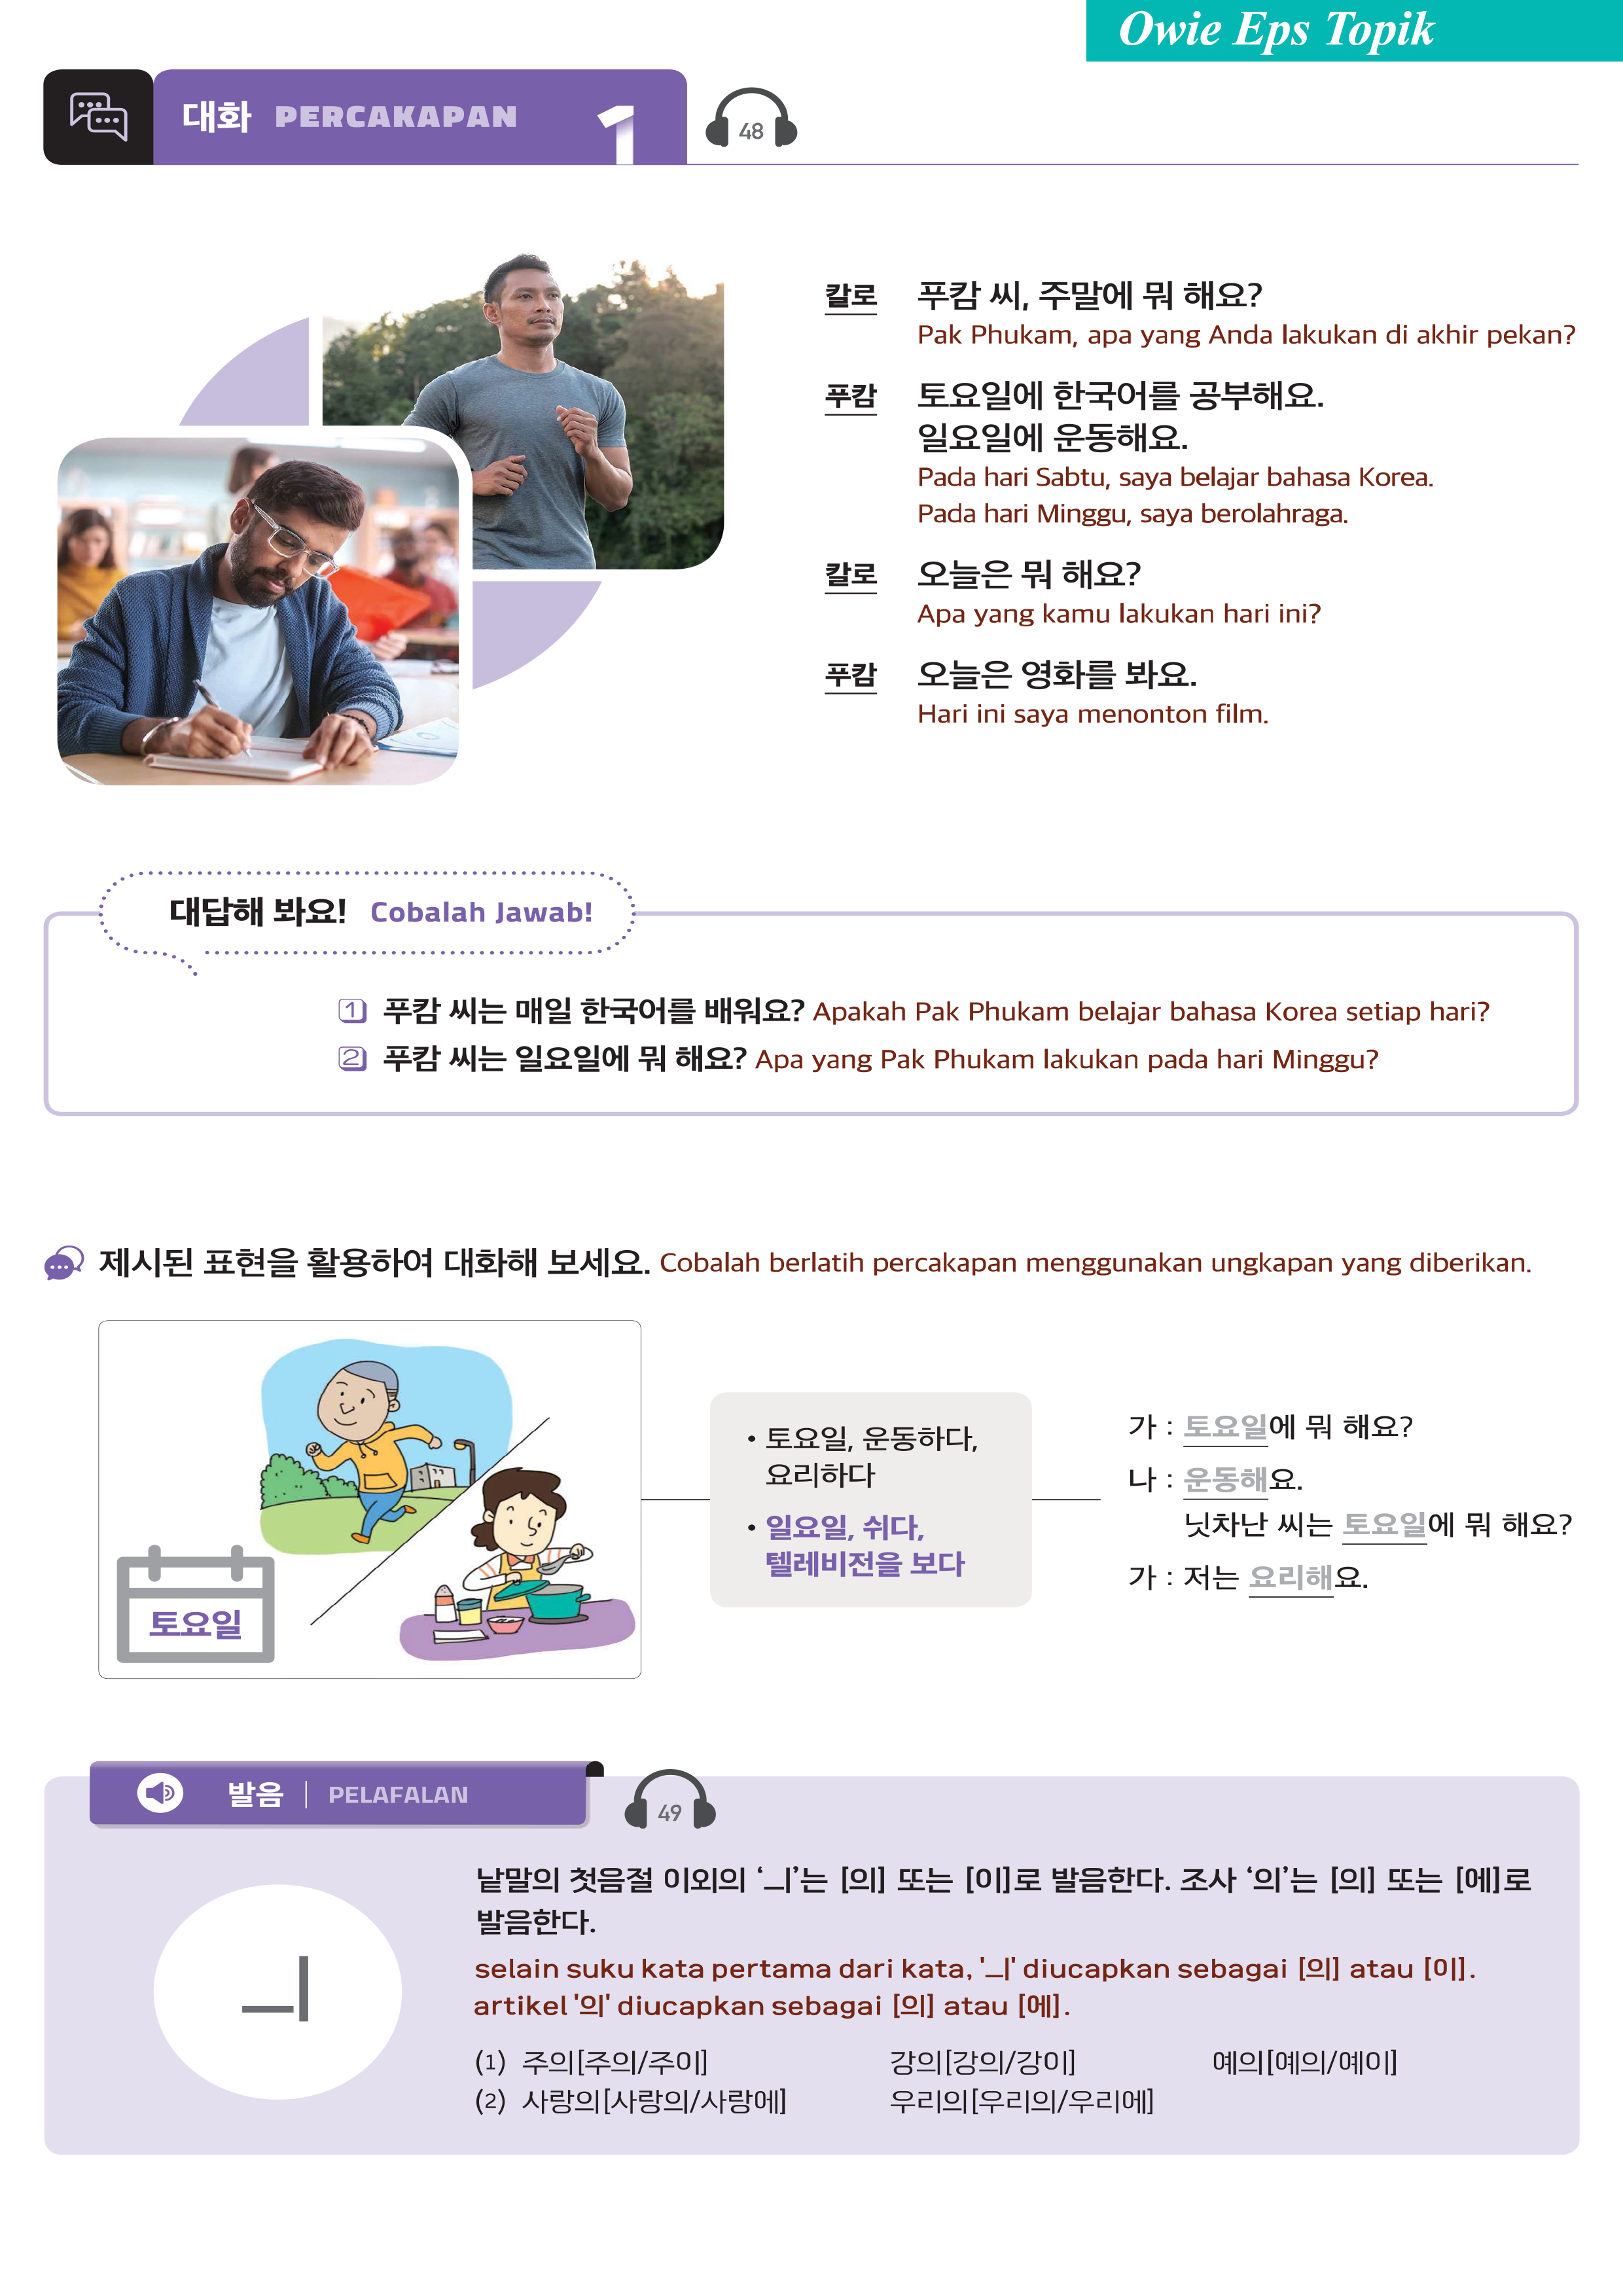 Owie Eps Topik
대화 PERCAKAPAN 1
48
칼로 푸캄 씨, 주말에 뭐 해요?
Pak Phukam, apa yang Anda lakukan di akhir pekan?
푸캄 토요일에 한국어를 공부해요.
일요일에 운동해요.
Pada hari Sabtu, saya belajar bahasa Korea.
Pada hari Minggu, saya berolahraga.
칼로 오늘은 뭐 해요?
Apa yang kamu lakukan hari ini?
푸캄 오늘은 영화를 봐요.
Hari ini saya menonton film.
대답해 봐요! Cobalah Jawab!
1 푸캄 씨는 매일 한국어를 배워요? Apakah Pak Phukam belajar bahasa Korea setiap hari?
2 푸캄 씨는 일요일에 뭐 해요? Apa yang Pak Phukam lakukan pada hari Minggu?
제시된 표현을 활용하여 대화해 보세요. Cobalah berlatih percakapan menggunakan ungkapan yang diberikan.
토요일
• 토요일, 운동하다,
요리하다
• 일요일, 쉬다,
텔레비전을 보다
가 : 토요일에 뭐 해요?
나 : 운동해요.
닛차난 씨는 토요일에 뭐 해요?
가 : 저는 요리해요.
발음 | PELAFALAN
49
ㅢ
낱말의 첫음절 이외의 ‘ㅢ’는 [의] 또는 [이]로 발음한다. 조사 ‘의’는 [의] 또는 [에]로
발음한다.
selain suku kata pertama dari kata, 'ㅢ' diucapkan sebagai [의] atau [이].
artikel '의' diucapkan sebagai [의] atau [에].
(1) 주의[주의/주이] 강의[강의/강이] 예의[예의/예이]
(2) 사랑의[사랑의/사랑에] 우리의[우리의/우리에]